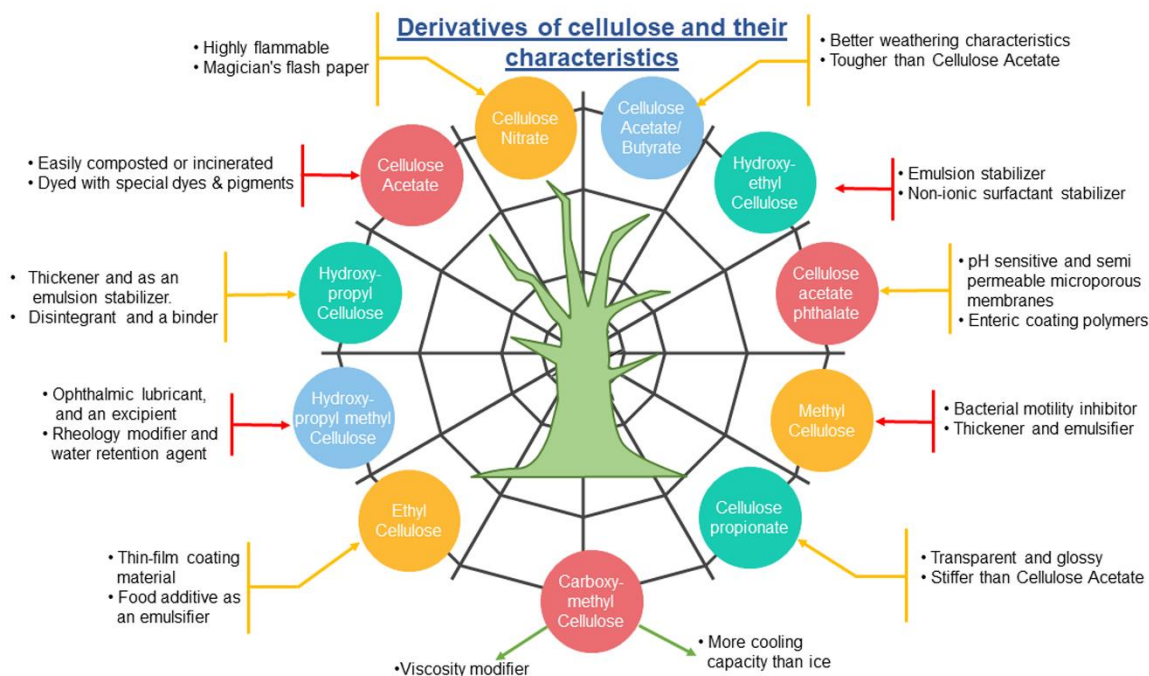 Derivatives of cellulose and their
characteristics
• Highly flammable
• Magician's flash paper
Cellulose
Nitrate
Cellulose
Acetate/
Butyrate
• Better weathering characteristics
• Tougher than Cellulose Acetate
• Easily composted or incinerated
• Dyed with special dyes & pigments
Cellulose
Acetate
Hydroxy-
ethyl
Cellulose
• Emulsion stabilizer
• Non-ionic surfactant stabilizer
• Thickener and as an
emulsion stabilizer.
• Disintegrant and a binder
Hydroxy-
propyl
Cellulose
Cellulose
acetate
phthalate
• pH sensitive and semi
permeable microporous
membranes
• Enteric coating polymers
• Ophthalmic lubricant,
and an excipient
• Rheology modifier and
water retention agent
Hydroxy-
propyl methyl
Cellulose
Methyl
Cellulose
• Bacterial motility inhibitor
• Thickener and emulsifier
• Thin-film coating
material
• Food additive as
an emulsifier
Ethyl
Cellulose
Cellulose
propionate
• Transparent and glossy
• Stiffer than Cellulose Acetate
Carboxy-
methyl
Cellulose
•Viscosity modifier
• More cooling
capacity than ice